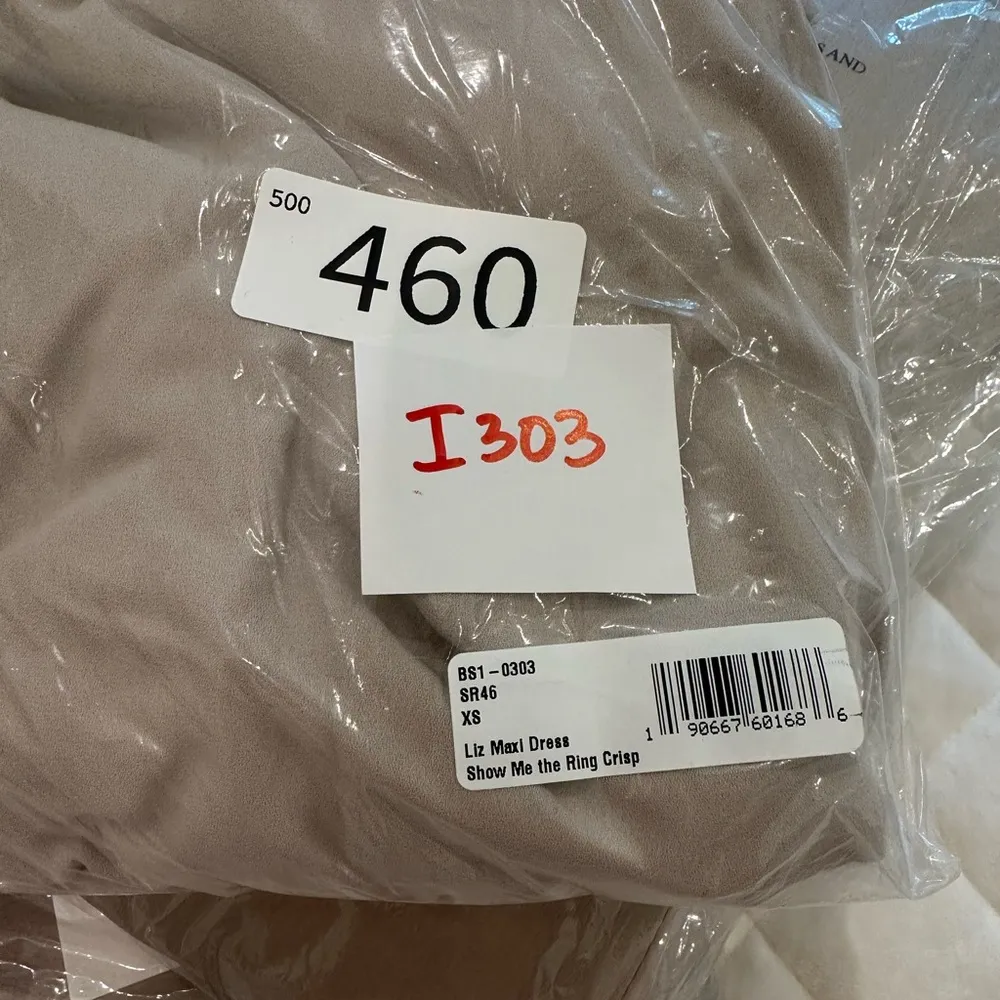 S AND
500
460
I303
BS1-0303
SR46
XS
Liz Maxi Dress
Show Me the Ring Crisp
1 90667 60168 6